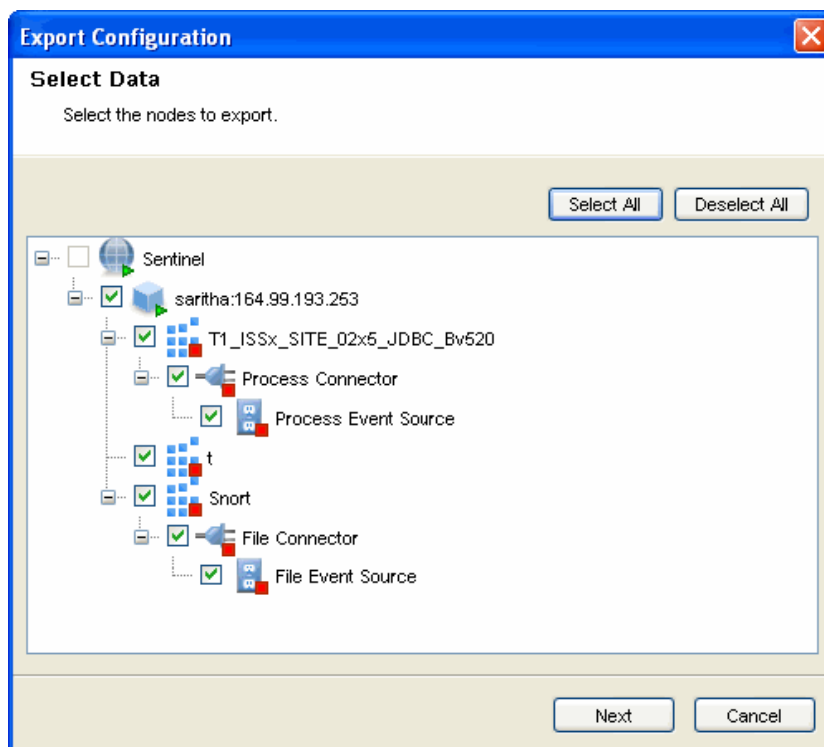 Export Configuration
Select Data
Select the nodes to export.
Select All Deselect All
Sentinel
saritha:164.99.193.253
T1_ISSx_SITE_02x5_JDBC_Bv520
Process Connector
Process Event Source
t
Snort
File Connector
File Event Source
Next Cancel